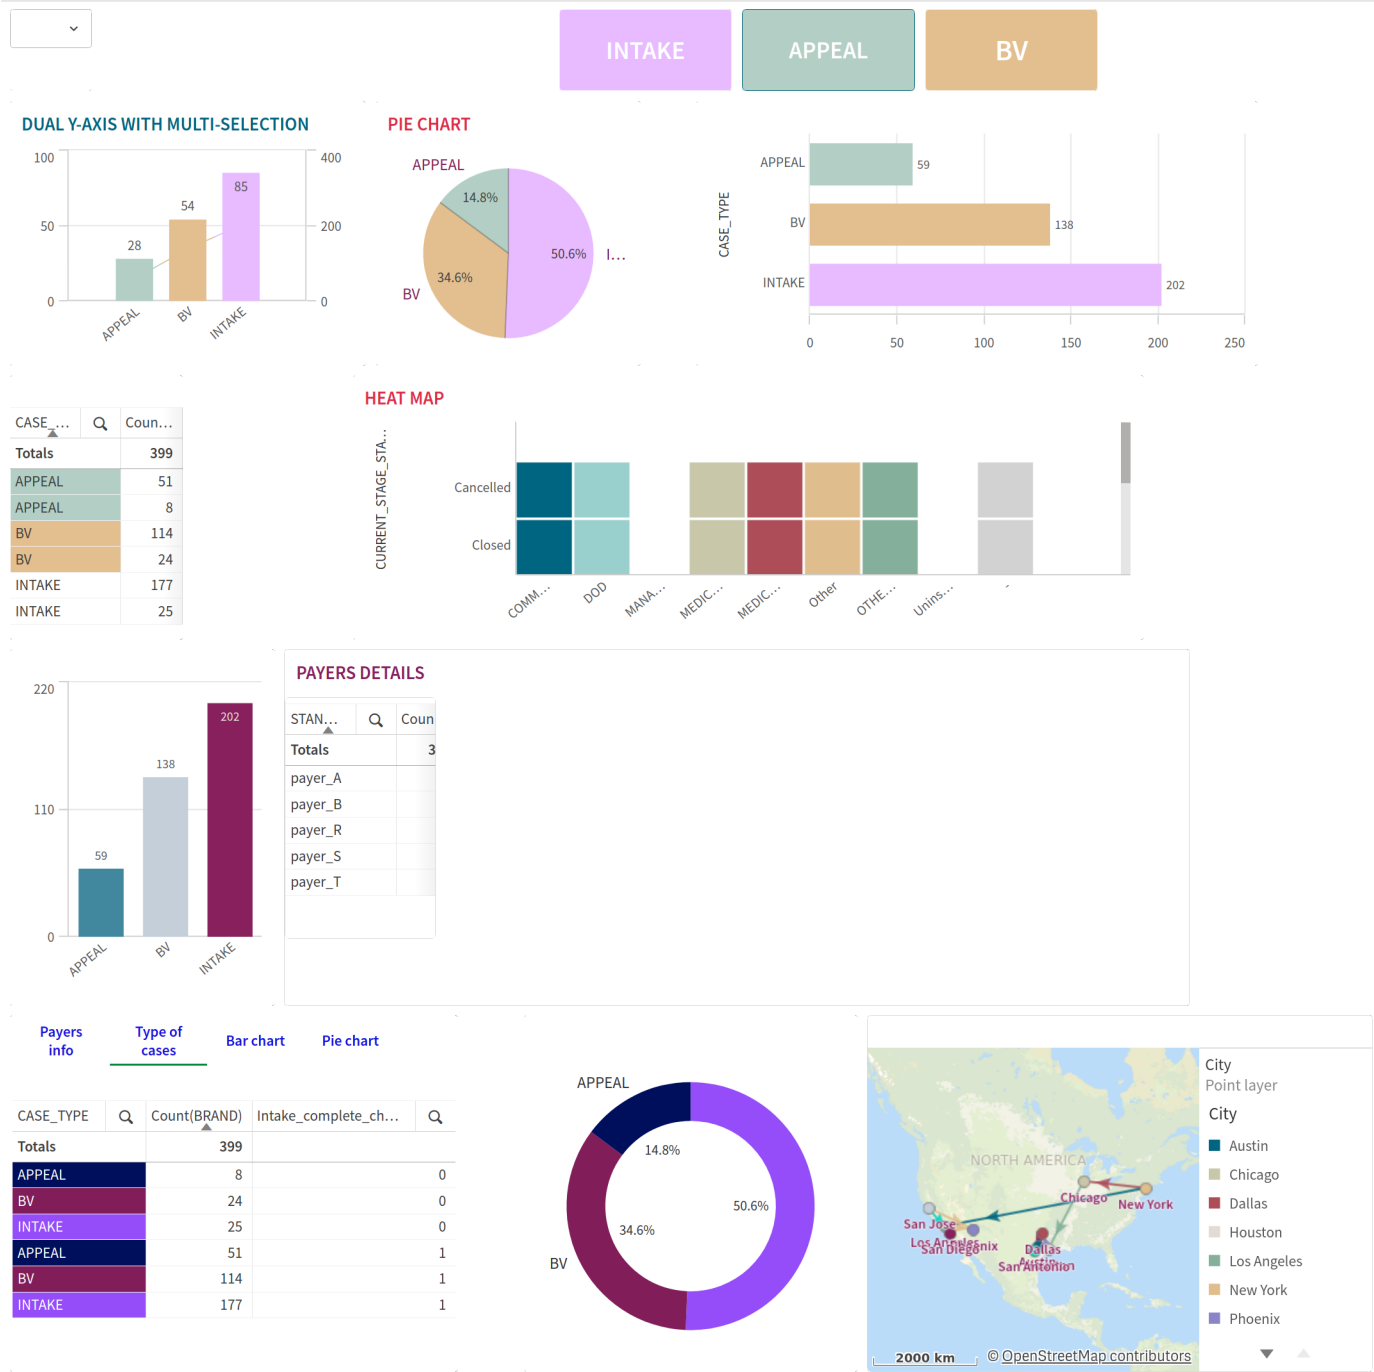 INTAKE
APPEAL
BV
DUAL Y-AXIS WITH MULTI-SELECTION
100
50
0
400
200
0
28
54
85
APPEAL
BV
INTAKE
PIE CHART
APPEAL
14.8%
50.6%
I...
34.6%
BV
CASE_TYPE
APPEAL
59
BV
138
INTAKE
202
0 50 100 150 200 250
CASE_... Coun...
Totals 399
APPEAL 51
APPEAL 8
BV 114
BV 24
INTAKE 177
INTAKE 25
HEAT MAP
CURRENT_STAGE_STA...
Cancelled
Closed
COMM... DOD MANA... MEDIC... MEDIC... Other OTHE... Unins... -
220
110
0
59
138
202
APPEAL
BV
INTAKE
PAYERS DETAILS
STAN... Coun
Totals 3
payer_A
payer_B
payer_R
payer_S
payer_T
Payers info
Type of cases
Bar chart
Pie chart
CASE_TYPE Count(BRAND) Intake_complete_ch...
Totals 399
APPEAL 8 0
BV 24 0
INTAKE 25 0
APPEAL 51 1
BV 114 1
INTAKE 177 1
APPEAL
14.8%
50.6%
34.6%
BV
NORTH AMERICA
Chicago
New York
San Jose
Los Angeles
San Diego
Dallas
San Antonio
2000 km
© OpenStreetMap contributors
City
Point layer
City
Austin
Chicago
Dallas
Houston
Los Angeles
New York
Phoenix